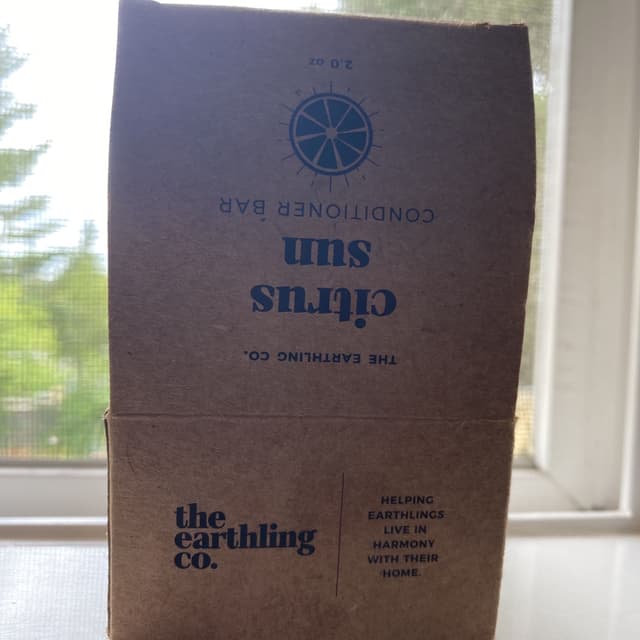 THE EARTHLING CO.
citrus
sun
CONDITIONER BAR
2.0 oz
the
earthling
co.
HELPING
EARTHLINGS
LIVE IN
HARMONY
WITH THEIR
HOME.